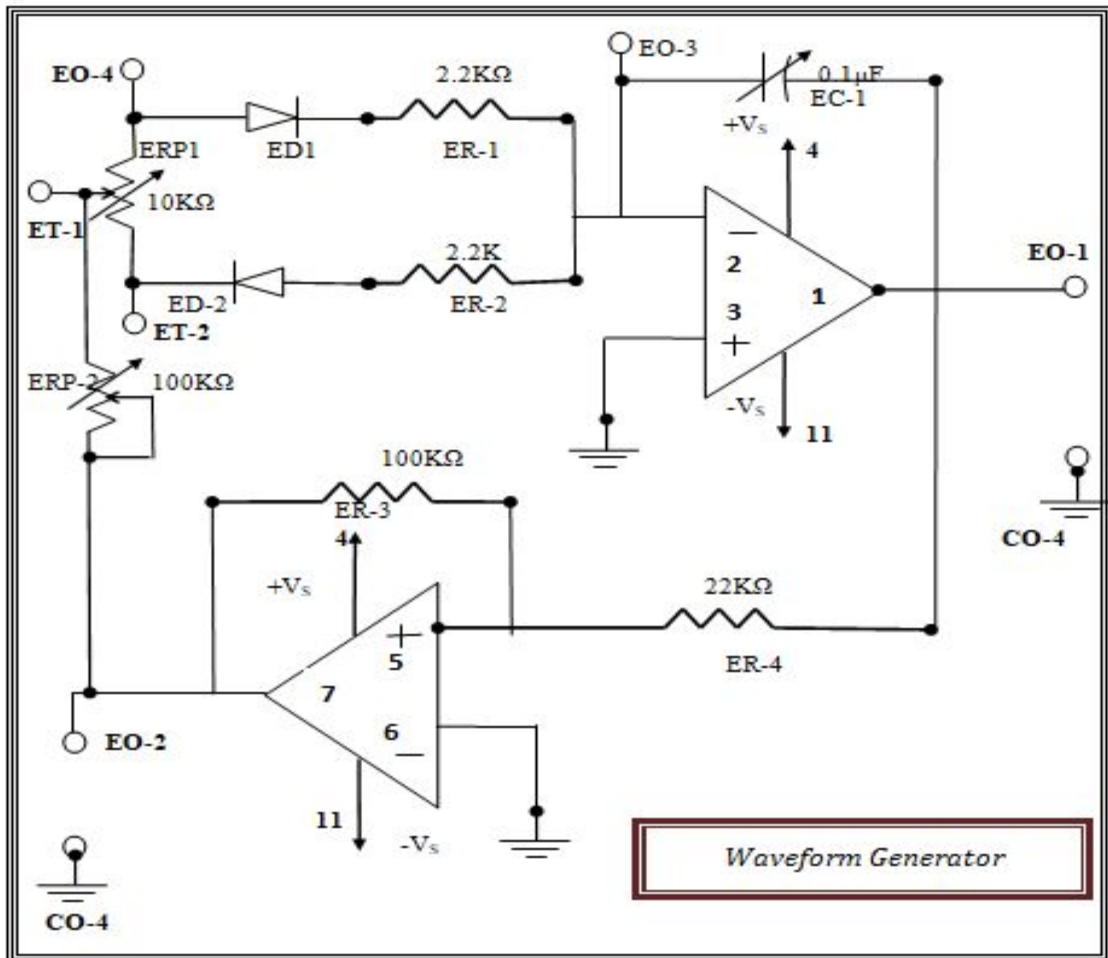 EO-4
2.2KΩ
EO-3
0.1µF
EC-1
+Vs
4
ERP1
ED1
ER-1
ET-1
10KΩ
2
3
1
EO-1
2.2K
ED-2
ER-2
ET-2
ERP-2
100KΩ
-Vs
11
100KΩ
ER-3
CO-4
4
+Vs
22KΩ
ER-4
5
7
6
EO-2
11
-Vs
CO-4
Waveform Generator